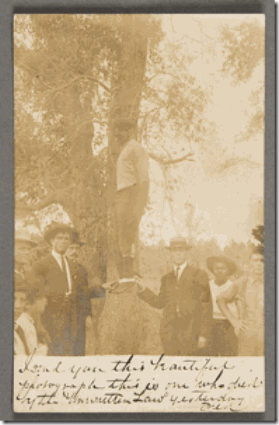 Send you this beautiful
photograph this is one who died
by the Unwritten Law yesterday